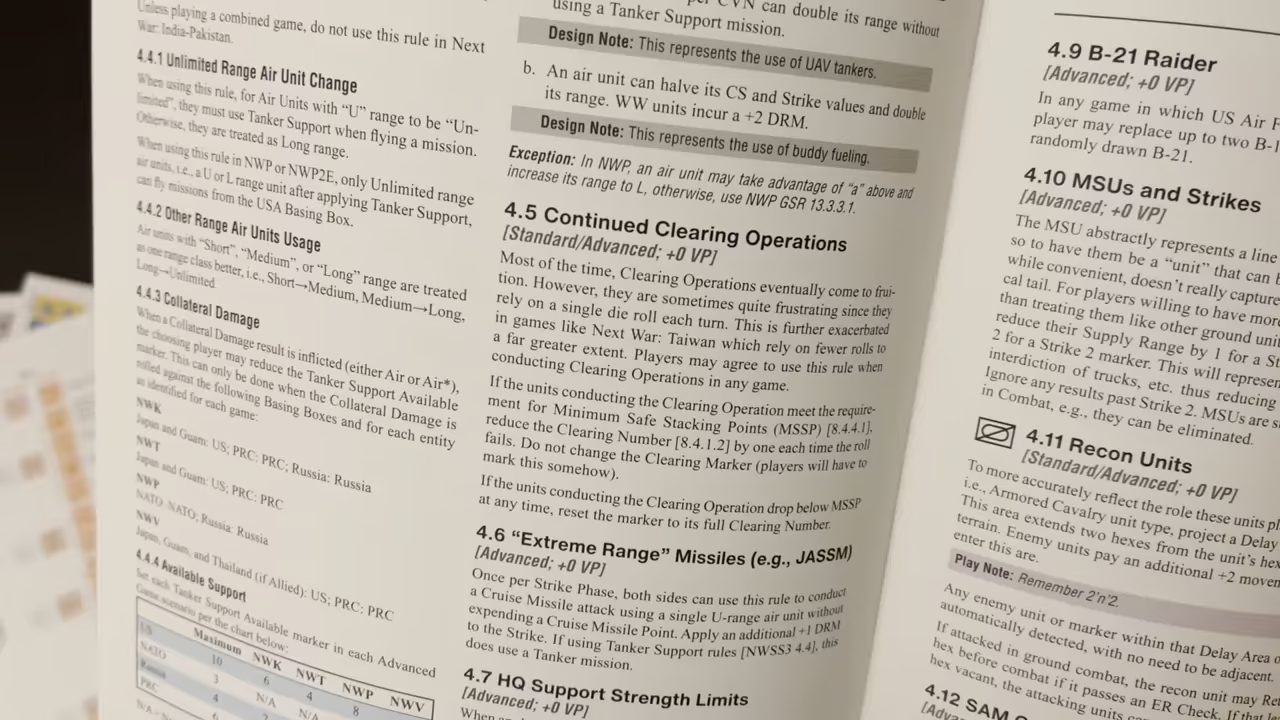 Unless playing a combined game, do not use this rule in Next
War: India-Pakistan.
4.4.1 Unlimited Range Air Unit Change
When using this rule, for Air Units with “U” range to be “Un-
limited”, they must use Tanker Support when flying a mission.
Otherwise, they are treated as Long range.
When using this rule in NWP or NWP2E, only Unlimited range
air units, i.e., a U or L range unit after applying Tanker Support,
can fly missions from the USA Basing Box.
4.4.2 Other Range Air Units Usage
Air units with “Short”, “Medium”, or “Long” range are treated
as one range class better, i.e., Short→Medium, Medium→Long,
Long→Unlimited
4.4.3 Collateral Damage
When a Collateral Damage result is inflicted (either Air or Air*),
the choosing player may reduce the Tanker Support Available
marker. This can only be done when the Collateral Damage is
rolled against the following Basing Boxes and for each entity
as identified for each game:
NWK
Japan and Guam: US; PRC: PRC; Russia: Russia
NWT
Japan and Guam: US; PRC: PRC
NWP
NATO: NATO; Russia: Russia
NWV
Japan, Guam, and Thailand (if Allied): US; PRC: PRC
4.4.4 Available Support
Set each Tanker Support Available marker in each Advanced
Game scenario per the chart below:
Maximum NWK NWT NWP NWV
US 10 6 4 8
NATO 3 N/A N/A
Russia 4
PRC 6
CVN can double its range without
using a Tanker Support mission.
Design Note: This represents the use of UAV tankers.
b. An air unit can halve its CS and Strike values and double
its range. WW units incur a +2 DRM.
Design Note: This represents the use of buddy fueling.
Exception: In NWP, an air unit may take advantage of “a” above and
increase its range to L, otherwise, use NWP GSR 13.3.3.1.
4.5 Continued Clearing Operations
[Standard/Advanced; +0 VP]
Most of the time, Clearing Operations eventually come to frui-
tion. However, they are sometimes quite frustrating since they
rely on a single die roll each turn. This is further exacerbated
in games like Next War: Taiwan which rely on fewer rolls to
a far greater extent. Players may agree to use this rule when
conducting Clearing Operations in any game.
If the units conducting the Clearing Operation meet the require-
ment for Minimum Safe Stacking Points (MSSP) [8.4.4.1],
reduce the Clearing Number [8.4.1.2] by one each time the roll
fails. Do not change the Clearing Marker (players will have to
mark this somehow).
If the units conducting the Clearing Operation drop below MSSP
at any time, reset the marker to its full Clearing Number.
4.6 “Extreme Range” Missiles (e.g., JASSM)
[Advanced; +0 VP]
Once per Strike Phase, both sides can use this rule to conduct
a Cruise Missile attack using a single U-range air unit without
expending a Cruise Missile Point. Apply an additional +1 DRM
to the Strike. If using Tanker Support rules [NWSS3 4.4], this
does use a Tanker mission.
4.7 HQ Support Strength Limits
[Advanced; +0 VP]
When an
4.9 B-21 Raider
[Advanced; +0 VP]
In any game in which US Air F
player may replace up to two B-1
randomly drawn B-21.
4.10 MSUs and Strikes
[Advanced; +0 VP]
The MSU abstractly represents a line
so to have them be a “unit” that can
while convenient, doesn’t really capture
cal tail. For players willing to have more
than treating them like other ground unit
reduce their Supply Range by 1 for a St
2 for a Strike 2 marker. This will represen
interdiction of trucks, etc. thus reducing
Ignore any results past Strike 2. MSUs are s
in Combat, e.g., they can be eliminated.
4.11 Recon Units
[Standard/Advanced; +0 VP]
To more accurately reflect the role these units pl
i.e., Armored Cavalry unit type, project a Delay
This area extends two hexes from the unit’s hex
terrain. Enemy units pay an additional +2 movem
enter this are.
Play Note: Remember 2’n’2.
Any enemy unit or marker within that Delay Area
automatically detected, with no need to be adjacent.
If attacked in ground combat, the recon unit may Re
hex before combat if it passes an ER Check. If that
hex vacant, the attacking units can
4.12 SAM